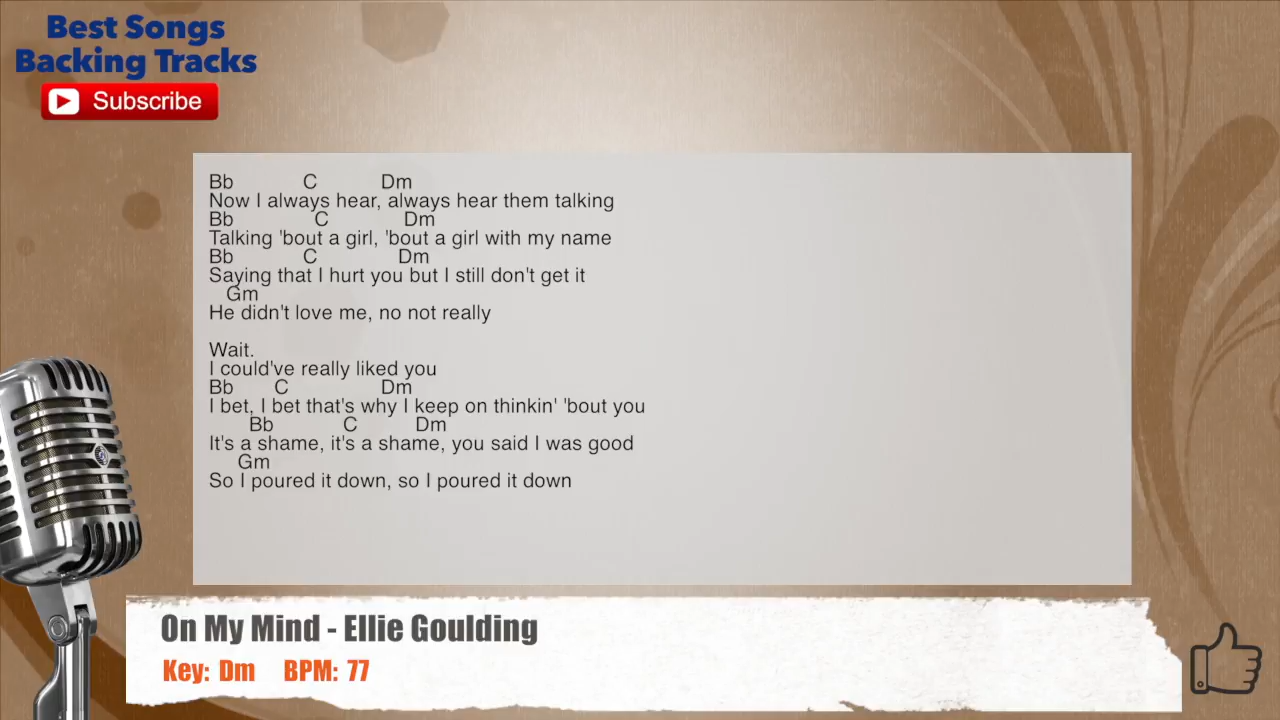 Best Songs
Backing Tracks
Subscribe
Bb C Dm
Now I always hear, always hear them talking
Bb C Dm
Talking 'bout a girl, 'bout a girl with my name
Bb C Dm
Saying that I hurt you but I still don't get it
Gm
He didn't love me, no not really
Wait.
I could've really liked you
Bb C Dm
I bet, I bet that's why I keep on thinkin' 'bout you
Bb C Dm
It's a shame, it's a shame, you said I was good
Gm
So I poured it down, so I poured it down
On My Mind - Ellie Goulding
Key: Dm BPM: 77